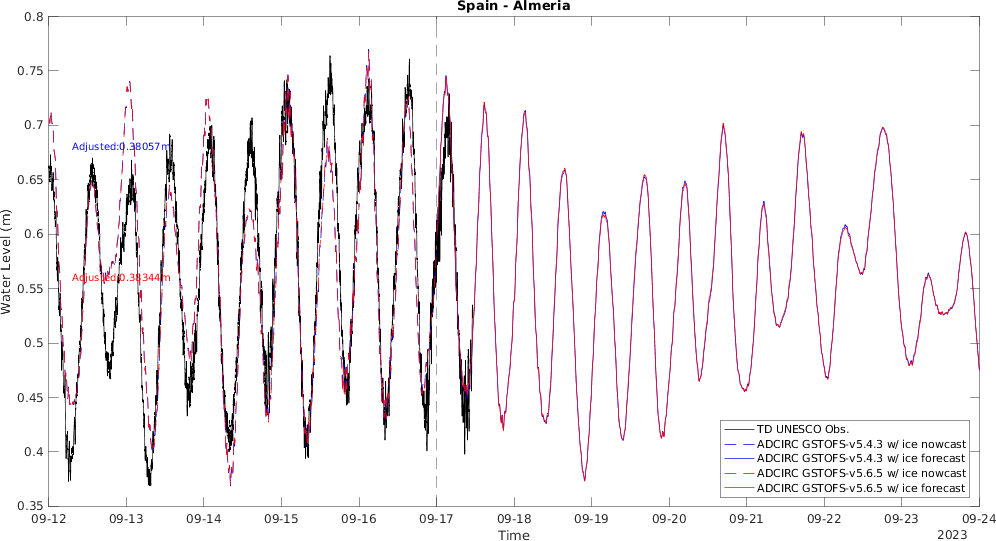 Spain - Almeria
0.8
0.75
0.7
0.65
0.6
0.55
0.5
0.45
0.4
0.35
Water Level (m)
Adjusted:0.38057m
Adjusted:0.38344m
TD UNESCO Obs.
ADCIRC GSTOFS-v5.4.3 w/ ice nowcast
ADCIRC GSTOFS-v5.4.3 w/ ice forecast
ADCIRC GSTOFS-v5.6.5 w/ ice nowcast
ADCIRC GSTOFS-v5.6.5 w/ ice forecast
09-12 09-13 09-14 09-15 09-16 09-17 09-18 09-19 09-20 09-21 09-22 09-23 09-24
Time
2023